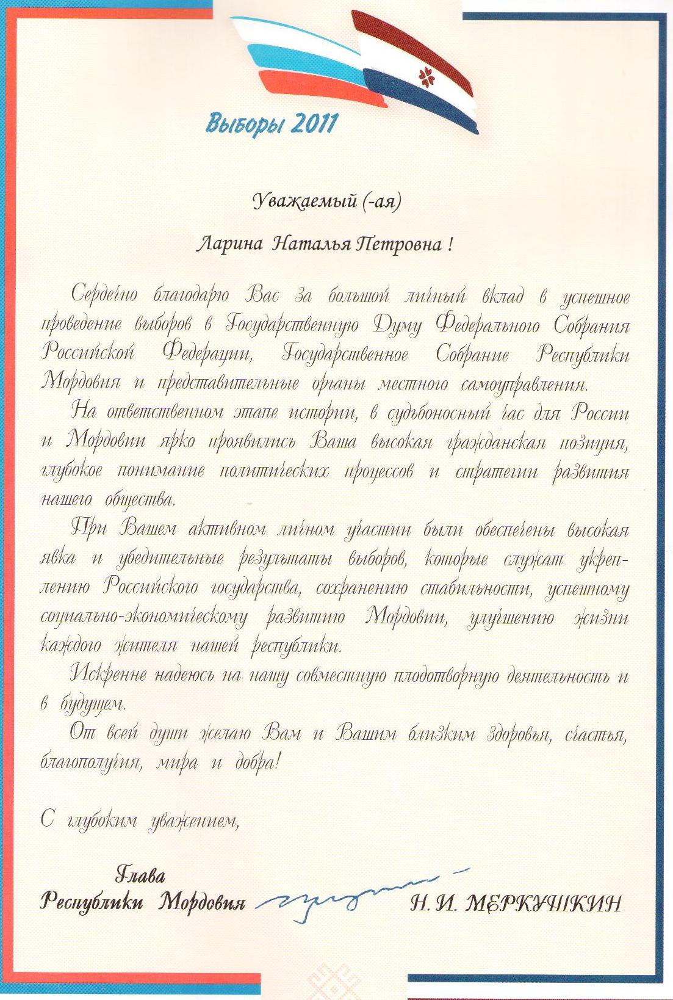 Выборы 2011
Уважаемый (-ая)
Ларина Наталья Петровна !
Сердечно благодарю Вас за большой личный вклад в успешное
проведение выборов в Государственную Думу Федерального Собрания
Российской Федерации, Государственное Собрание Республики
Мордовия и представительные органы местного самоуправления.
На ответственном этапе истории, в судьбоносный час для России
и Мордовии ярко проявились Ваша высокая гражданская позиция,
глубокое понимание политических процессов и стратегии развития
нашего общества.
При Вашем активном личном участии были обеспечены высокая
явка и убедительные результаты выборов, которые служат укреп-
лению Российского государства, сохранению стабильности, успешному
социально-экономическому развитию Мордовии, улучшению жизни
каждого жителя нашей республики.
Искренне надеюсь на нашу совместную плодотворную деятельность и
в будущем.
От всей души желаю Вам и Вашим близким здоровья, счастья,
благополучия, мира и добра!
С глубоким уважением,
Глава
Республики Мордовия Н. И. МЕРКУШКИН